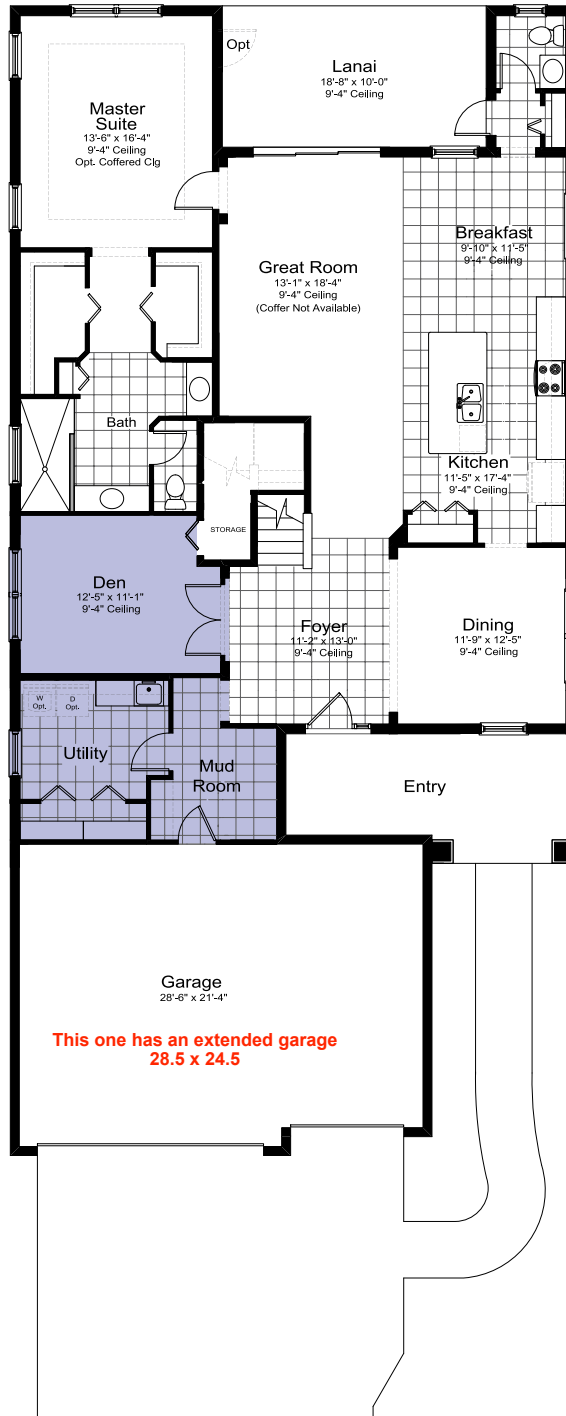 Opt
Lanai
18'-8" x 10'-0"
9'-4" Ceiling
Master
Suite
13'-6" x 16'-4"
9'-4" Ceiling
Opt. Coffered Clg
Breakfast
9'-10" x 11'-5"
9'-4" Ceiling
Great Room
13'-1" x 18'-4"
9'-4" Ceiling
(Coffer Not Available)
Bath
Kitchen
11'-5" x 17'-4"
9'-4" Ceiling
STORAGE
Den
12'-5" x 11'-1"
9'-4" Ceiling
Foyer
11'-2" x 13'-0"
9'-4" Ceiling
Dining
11'-9" x 12'-5"
9'-4" Ceiling
W
Opt.
D
Opt.
Utility
Mud
Room
Entry
Garage
28'-6" x 21'-4"
This one has an extended garage
28.5 x 24.5